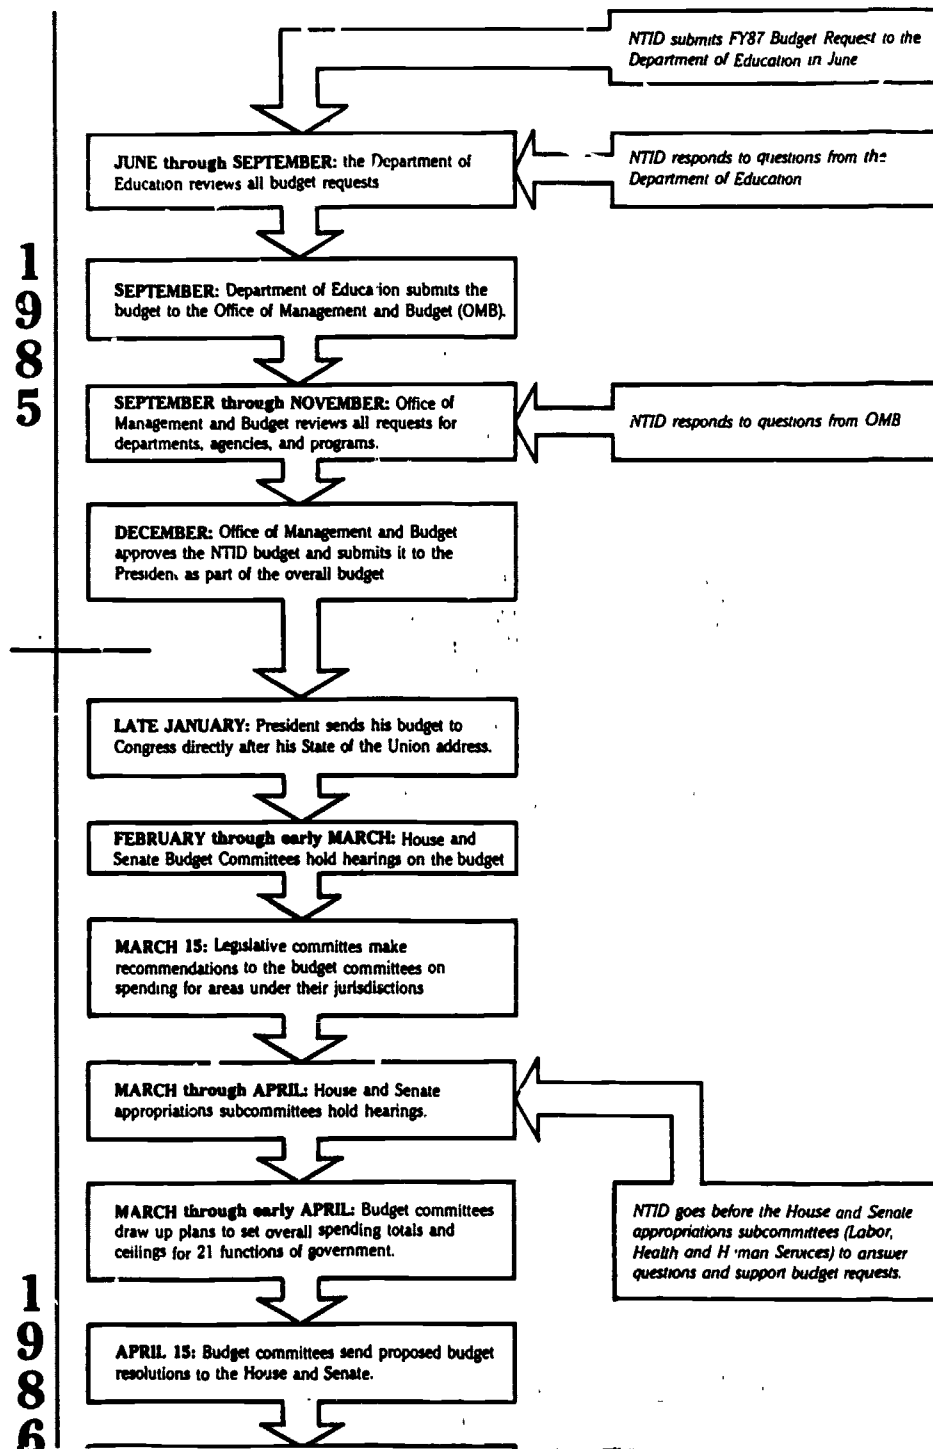 NTID submits FY87 Budget Request to the
Department of Education in June
JUNE through SEPTEMBER: the Department of
Education reviews all budget requests
NTID responds to questions from the
Department of Education
1
9
8
5
SEPTEMBER: Department of Education submits the
budget to the Office of Management and Budget (OMB).
SEPTEMBER through NOVEMBER: Office of
Management and Budget reviews all requests for
departments, agencies, and programs.
NTID responds to questions from OMB
DECEMBER: Office of Management and Budget
approves the NTID budget and submits it to the
President as part of the overall budget
LATE JANUARY: President sends his budget to
Congress directly after his State of the Union address.
FEBRUARY through early MARCH: House and
Senate Budget Committees hold hearings on the budget
MARCH 15: Legislative committes make
recommendations to the budget committees on
spending for areas under their jurisdisctions
MARCH through APRIL: House and Senate
appropriations subcommittees hold hearings.
MARCH through early APRIL: Budget committees
draw up plans to set overall spending totals and
ceilings for 21 functions of government.
NTID goes before the House and Senate
appropriations subcommittees (Labor,
Health and Human Services) to answer
questions and support budget requests.
1
9
8
6
APRIL 15: Budget committees send proposed budget
resolutions to the House and Senate.